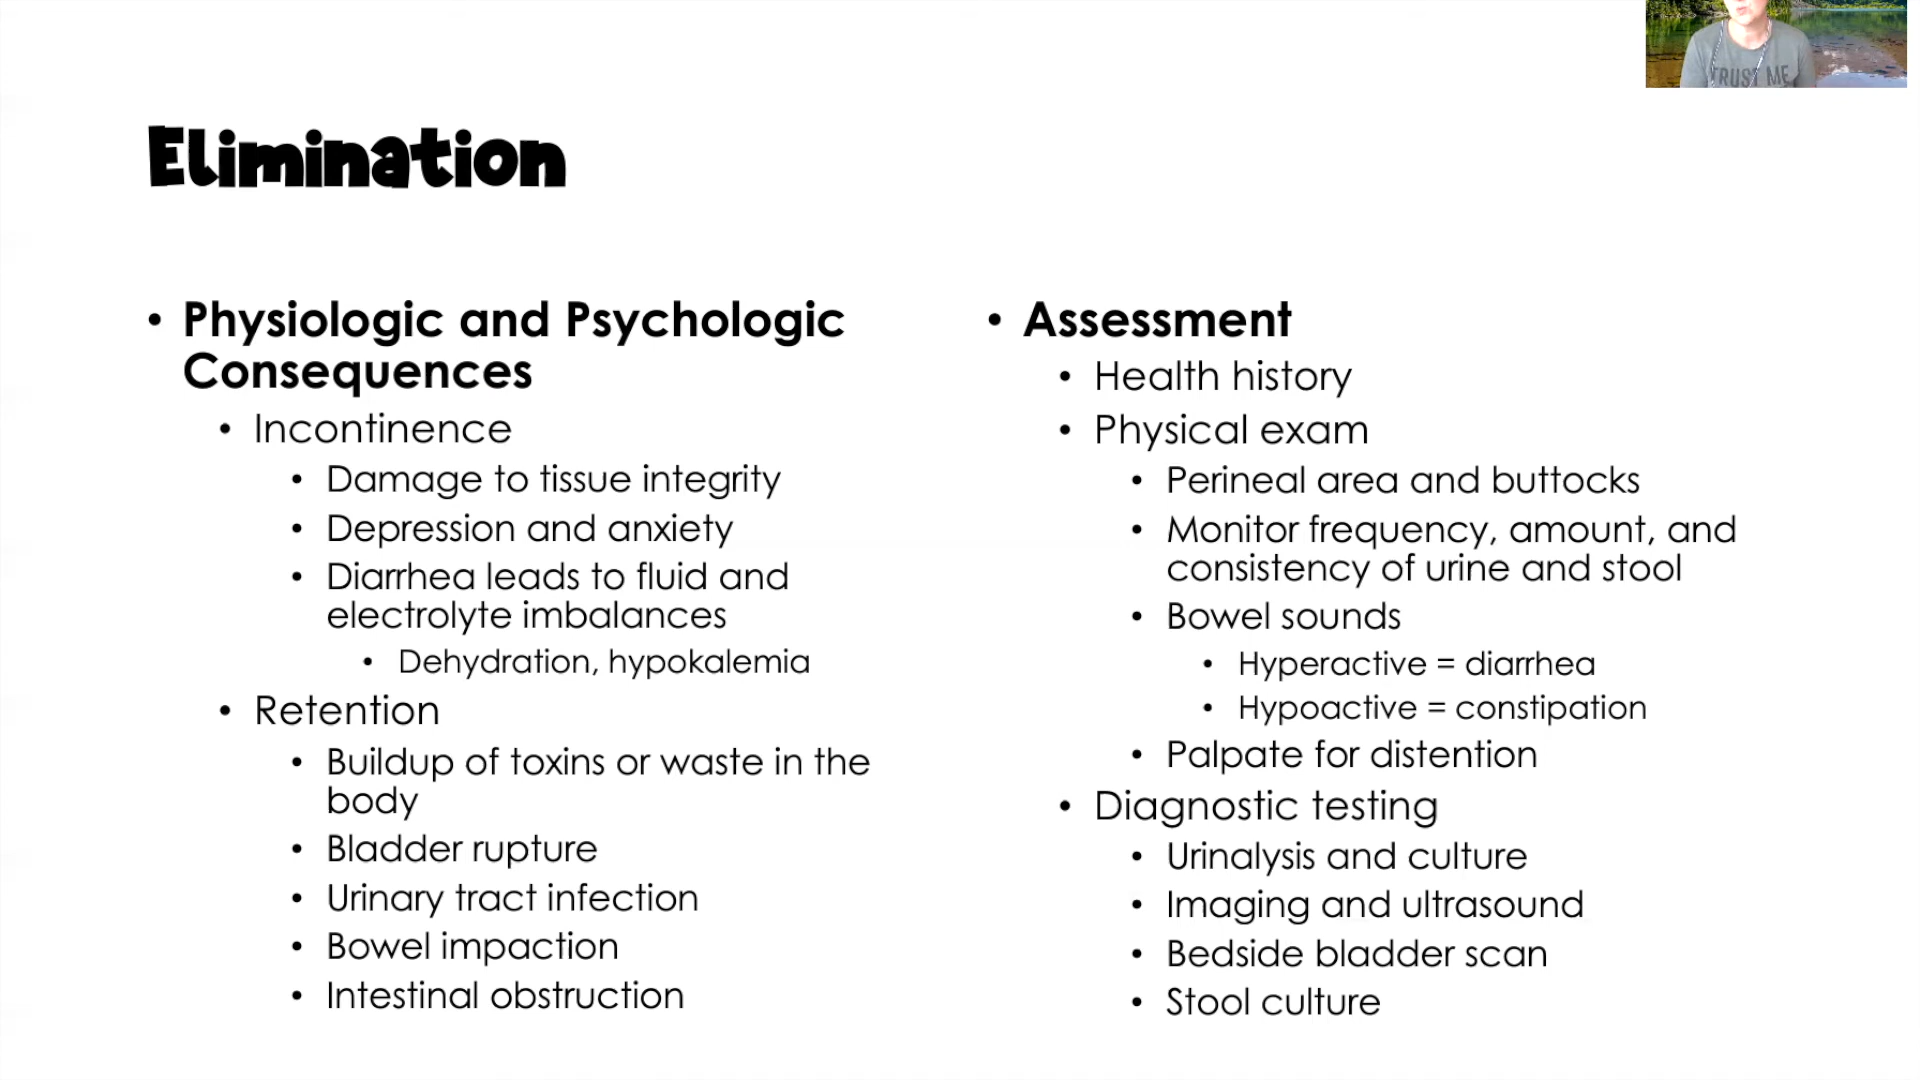 TRUST ME
Elimination
• Physiologic and Psychologic
Consequences
• Incontinence
• Damage to tissue integrity
• Depression and anxiety
• Diarrhea leads to fluid and
electrolyte imbalances
• Dehydration, hypokalemia
• Retention
• Buildup of toxins or waste in the
body
• Bladder rupture
• Urinary tract infection
• Bowel impaction
• Intestinal obstruction
• Assessment
• Health history
• Physical exam
• Perineal area and buttocks
• Monitor frequency, amount, and
consistency of urine and stool
• Bowel sounds
• Hyperactive = diarrhea
• Hypoactive = constipation
• Palpate for distention
• Diagnostic testing
• Urinalysis and culture
• Imaging and ultrasound
• Bedside bladder scan
• Stool culture